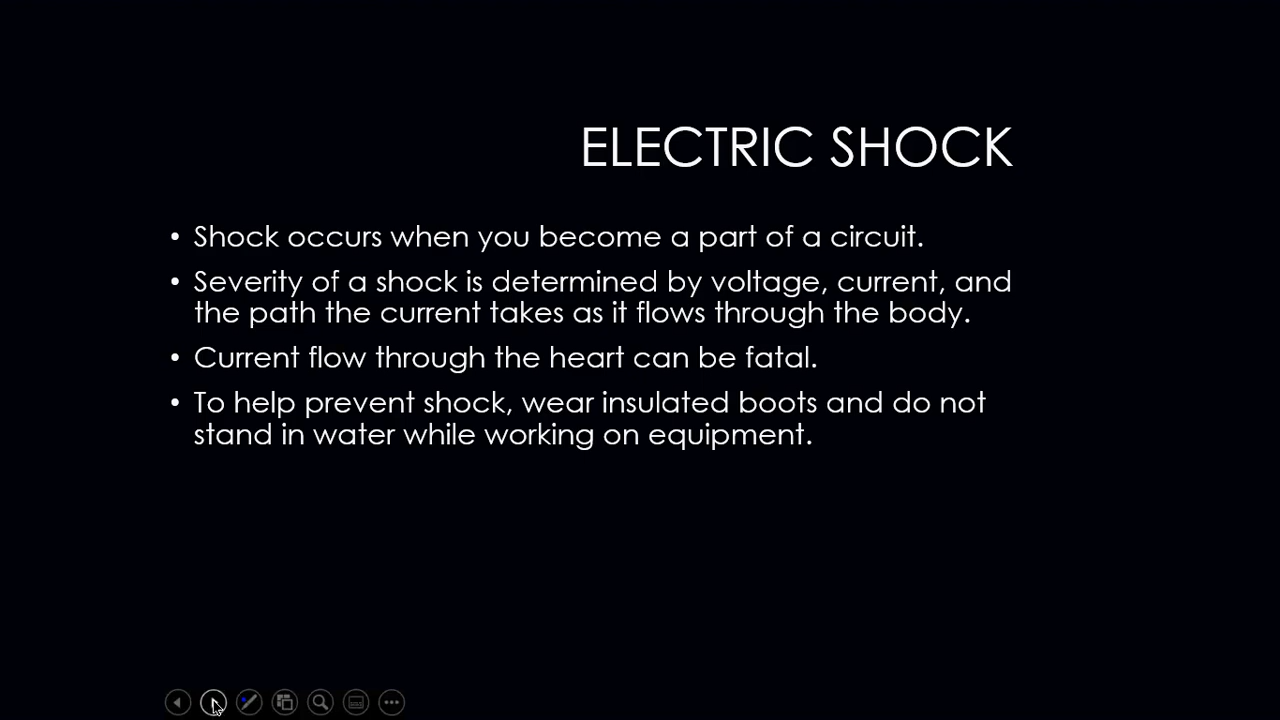 ELECTRIC SHOCK
• Shock occurs when you become a part of a circuit.
• Severity of a shock is determined by voltage, current, and
the path the current takes as it flows through the body.
• Current flow through the heart can be fatal.
• To help prevent shock, wear insulated boots and do not
stand in water while working on equipment.